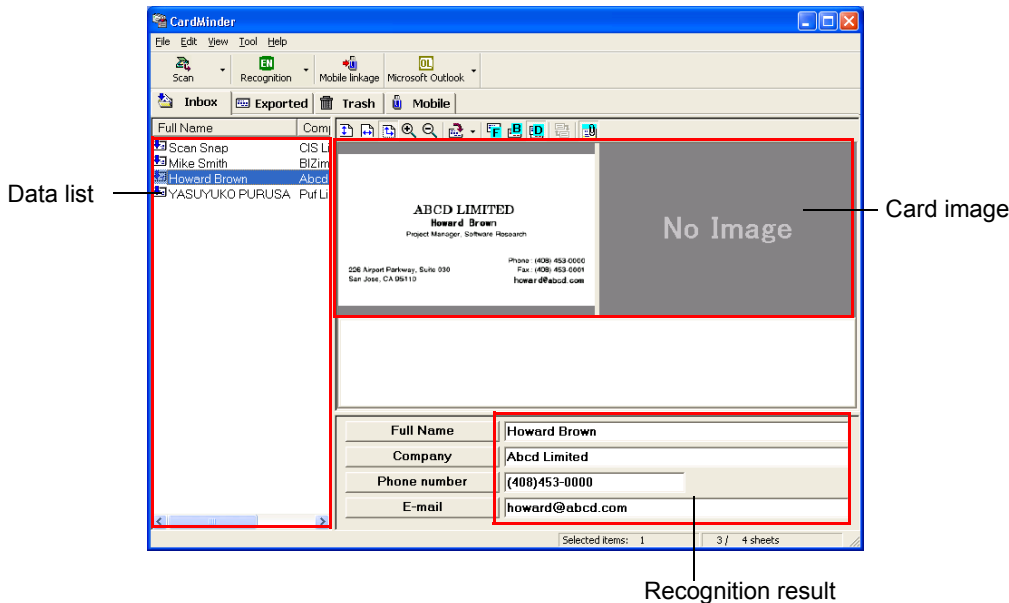 CardMinder
File Edit View Tool Help
EN OL
Scan Recognition Mobile linkage Microsoft Outlook
Inbox Exported Trash Mobile
Full Name Com
F B D
Scan Snap CIS Li
Mike Smith BIZim
Howard Brown Abcd
YASUYUKO PURUSA Puf Li
Data list
ABCD LIMITED
Howard Brown
Project Manager, Software Research
Phone : (408) 453-0000
226 Airport Parkway, Suite 030 Fax : (408) 453-0001
San Jose, CA 95110 howard@abcd.com
No Image
Card image
Full Name Howard Brown
Company Abcd Limited
Phone number (408)453-0000
E-mail howard@abcd.com
Selected items: 1 3 / 4 sheets
Recognition result